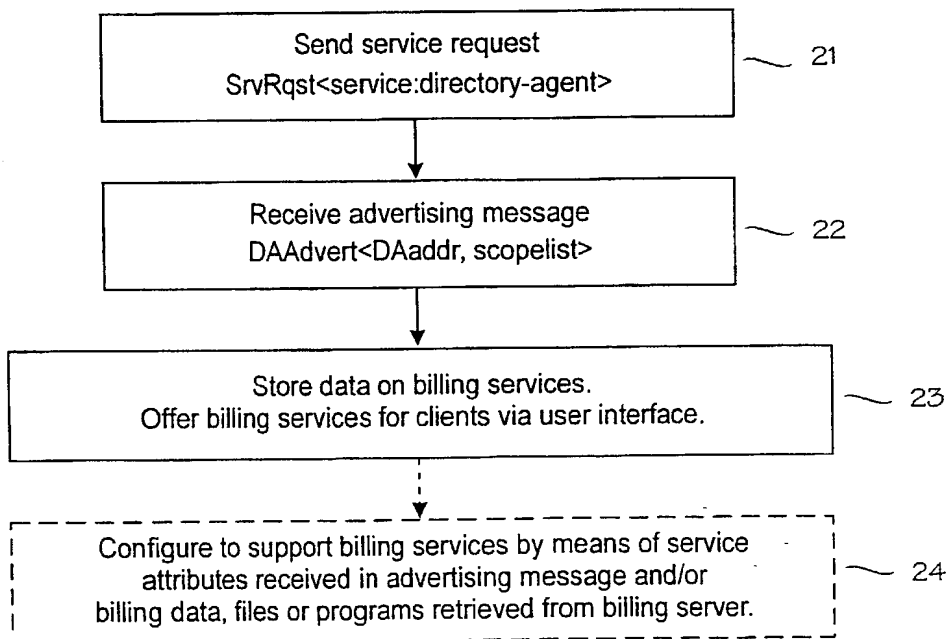 Send service request
SrvRqst<service:directory-agent>
21
Receive advertising message
DAAdvert<DAaddr, scopelist>
22
Store data on billing services.
Offer billing services for clients via user interface.
23
Configure to support billing services by means of service
attributes received in advertising message and/or
billing data, files or programs retrieved from billing server.
24